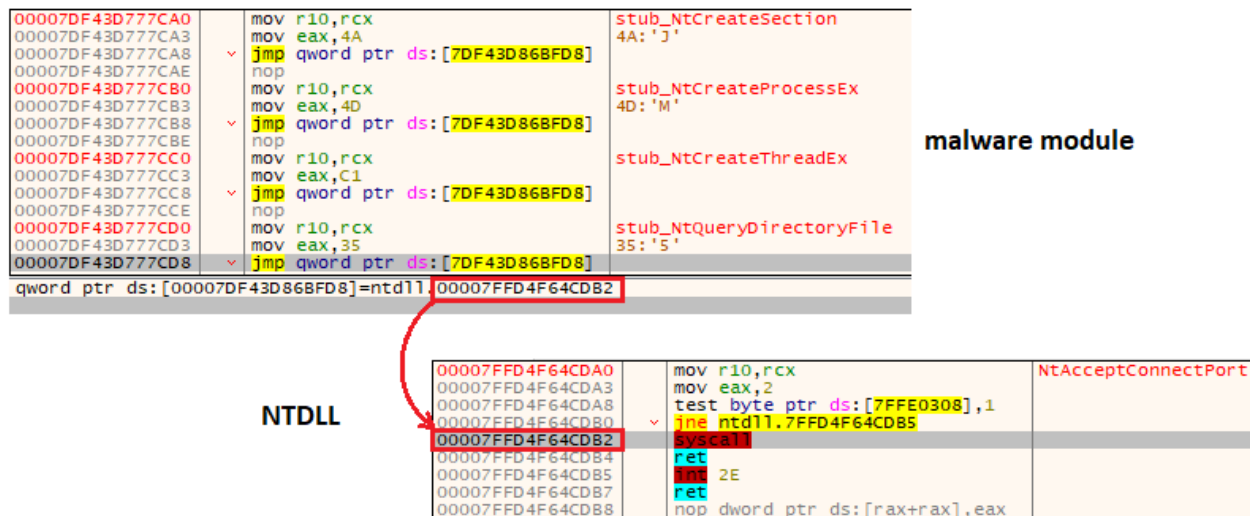 00007DF43D777CA0 mov r10,rcx stub_NtCreateSection
00007DF43D777CA3 mov eax,4A 4A:'J'
00007DF43D777CA8 jmp qword ptr ds:[7DF43D86BFD8]
00007DF43D777CAE nop
00007DF43D777CB0 mov r10,rcx stub_NtCreateProcessEx
00007DF43D777CB3 mov eax,4D 4D:'M'
00007DF43D777CB8 jmp qword ptr ds:[7DF43D86BFD8]
00007DF43D777CBE nop
00007DF43D777CC0 mov r10,rcx stub_NtCreateThreadEx
00007DF43D777CC3 mov eax,C1
00007DF43D777CC8 jmp qword ptr ds:[7DF43D86BFD8]
00007DF43D777CCE nop
00007DF43D777CD0 mov r10,rcx stub_NtQueryDirectoryFile
00007DF43D777CD3 mov eax,35 35:'5'
00007DF43D777CD8 jmp qword ptr ds:[7DF43D86BFD8]
qword ptr ds:[00007DF43D86BFD8]=ntdll.00007FFD4F64CDB2
malware module
NTDLL
00007FFD4F64CDA0 mov r10,rcx NtAcceptConnectPort
00007FFD4F64CDA3 mov eax,2
00007FFD4F64CDA8 test byte ptr ds:[7FFE0308],1
00007FFD4F64CDB0 jne ntdll.7FFD4F64CDB5
00007FFD4F64CDB2 syscall
00007FFD4F64CDB4 ret
00007FFD4F64CDB5 int 2E
00007FFD4F64CDB7 ret
00007FFD4F64CDB8 nop dword ptr ds:[rax+rax],eax